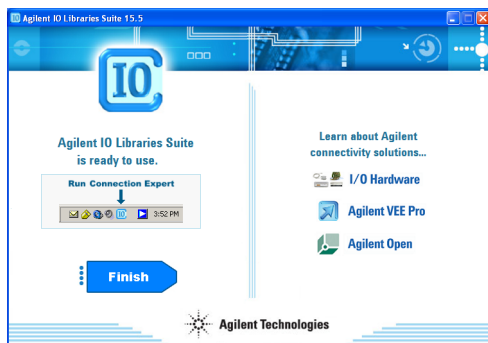 Agilent IO Libraries Suite 15.5
IO
Agilent IO Libraries Suite
is ready to use.
Run Connection Expert
IO
3:52 PM
Finish
Learn about Agilent
connectivity solutions...
I/O Hardware
Agilent VEE Pro
Agilent Open
Agilent Technologies